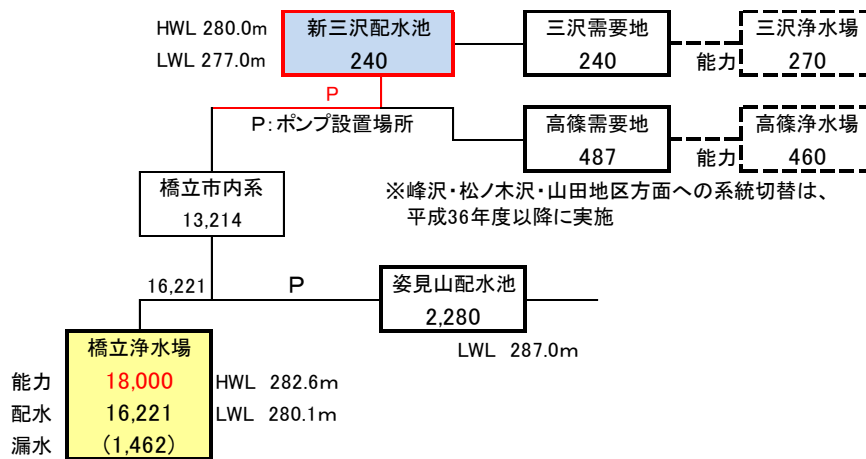 HWL 280.0m
LWL 277.0m
新三沢配水池
240
三沢需要地
240
能力
三沢浄水場
270
P
P:ポンプ設置場所
高篠需要地
487
能力
高篠浄水場
460
※峰沢・松ノ木沢・山田地区方面への系統切替は、
平成36年度以降に実施
橋立市内系
13,214
16,221
P
姿見山配水池
2,280
LWL 287.0m
橋立浄水場
能力 18,000 HWL 282.6m
配水 16,221 LWL 280.1m
漏水 (1,462)